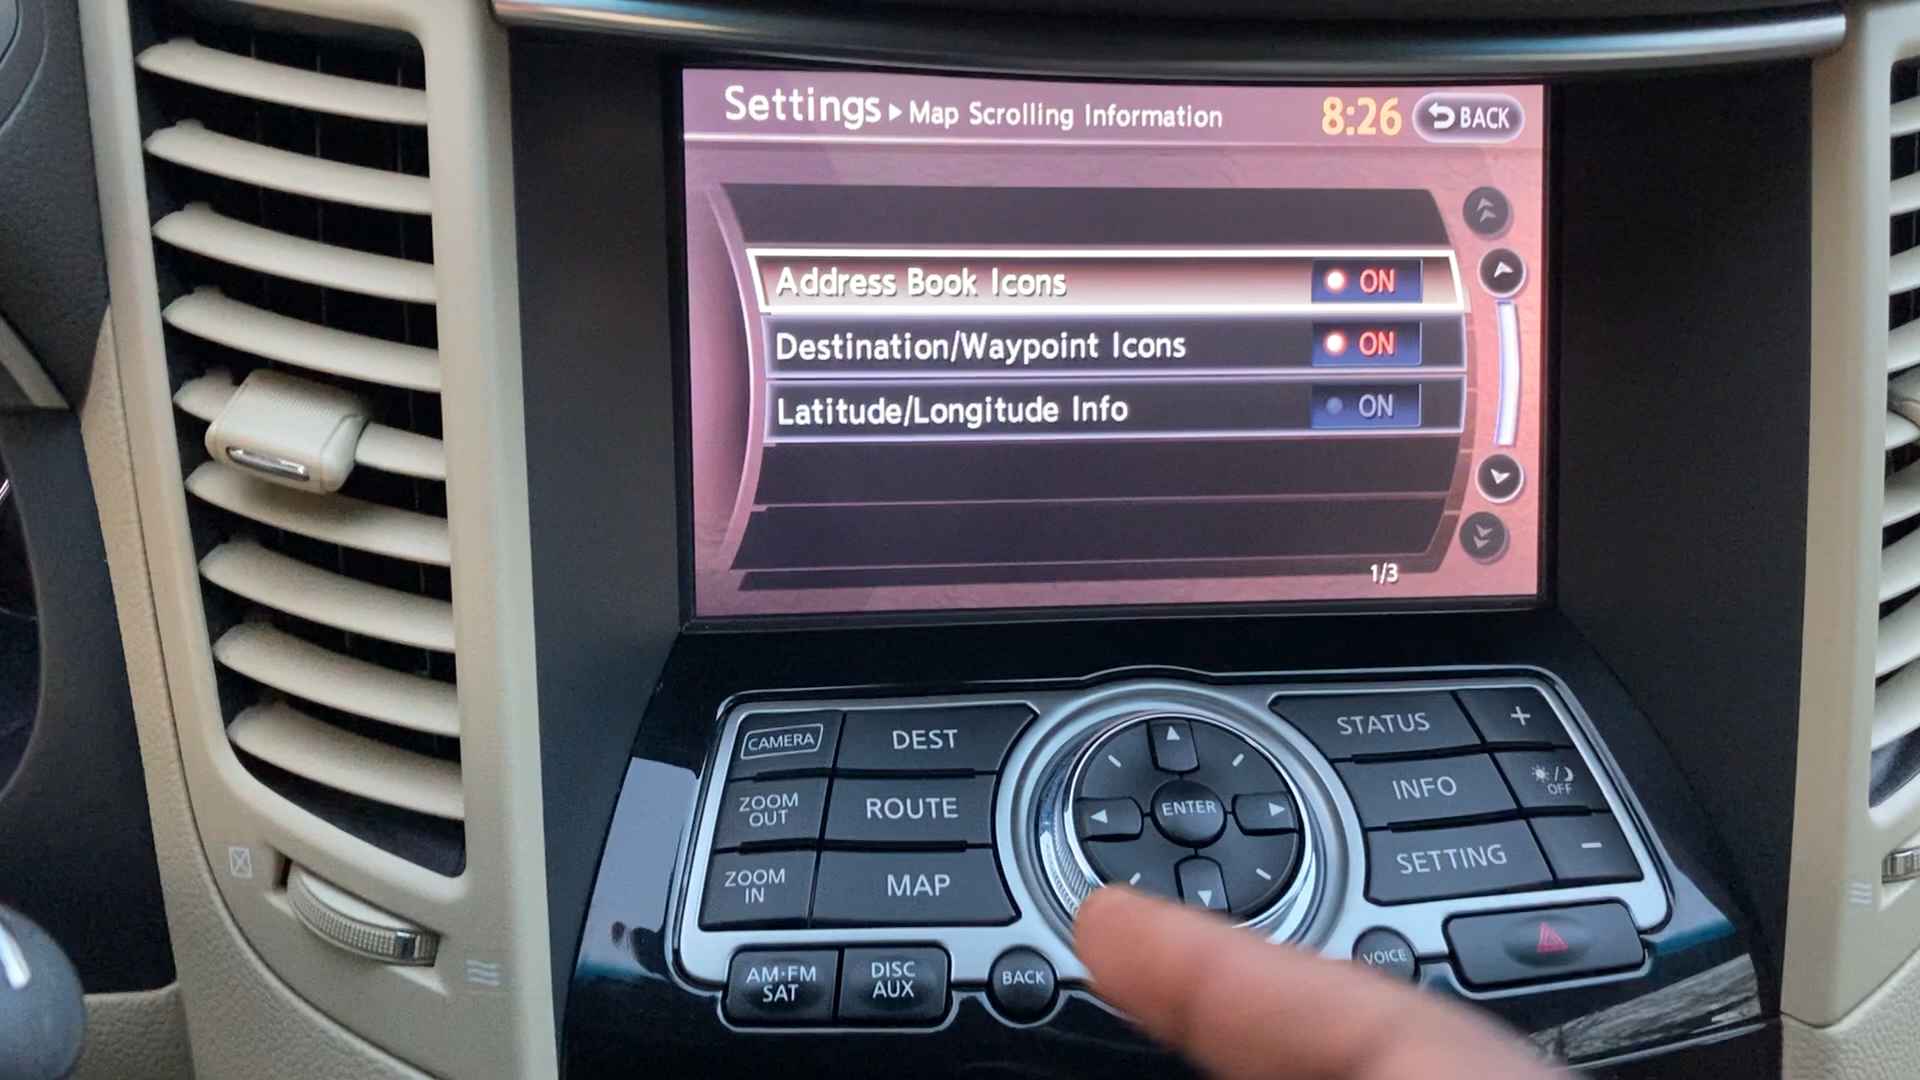 Settings ▶ Map Scrolling Information 8:26 BACK
Address Book Icons ON
Destination/Waypoint Icons ON
Latitude/Longitude Info ON
1/3
CAMERA
DEST
ZOOM OUT
ROUTE
ZOOM IN
MAP
ENTER
STATUS
+
INFO
OFF
SETTING
-
AM·FM SAT
DISC AUX
BACK
VOICE